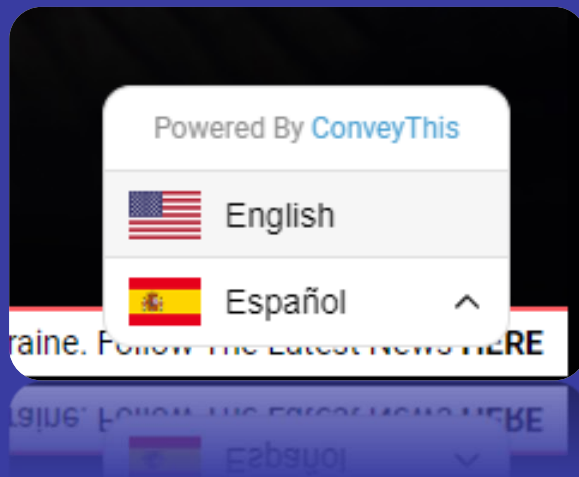 Powered By ConveyThis
English
Español
raine. Follow The Latest News HERE